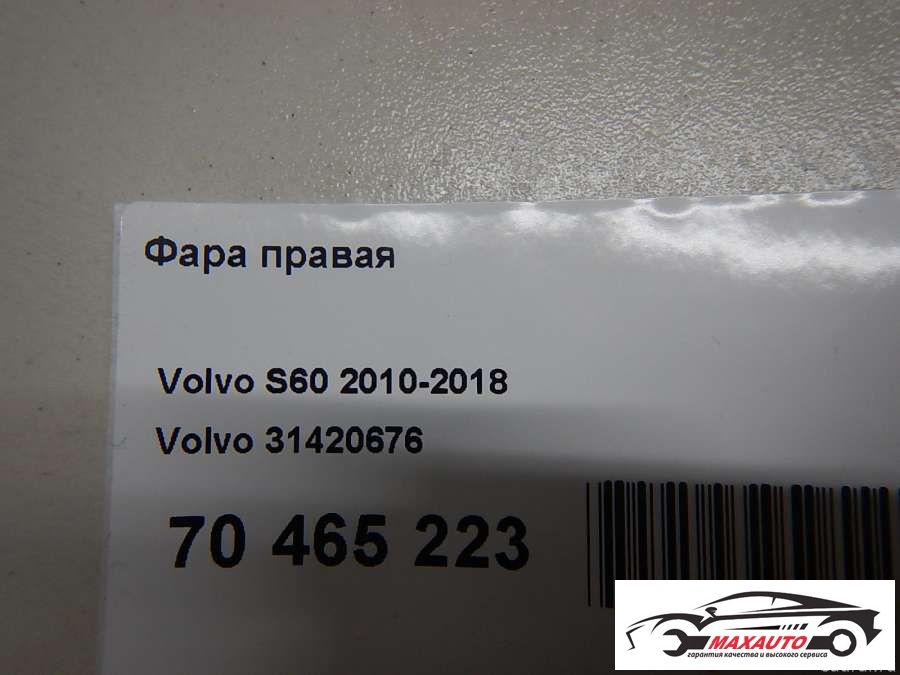 Фара правая
Volvo S60 2010-2018
Volvo 31420676
70 465 223
MAXAUTO
гарантия качества и высокого сервиса